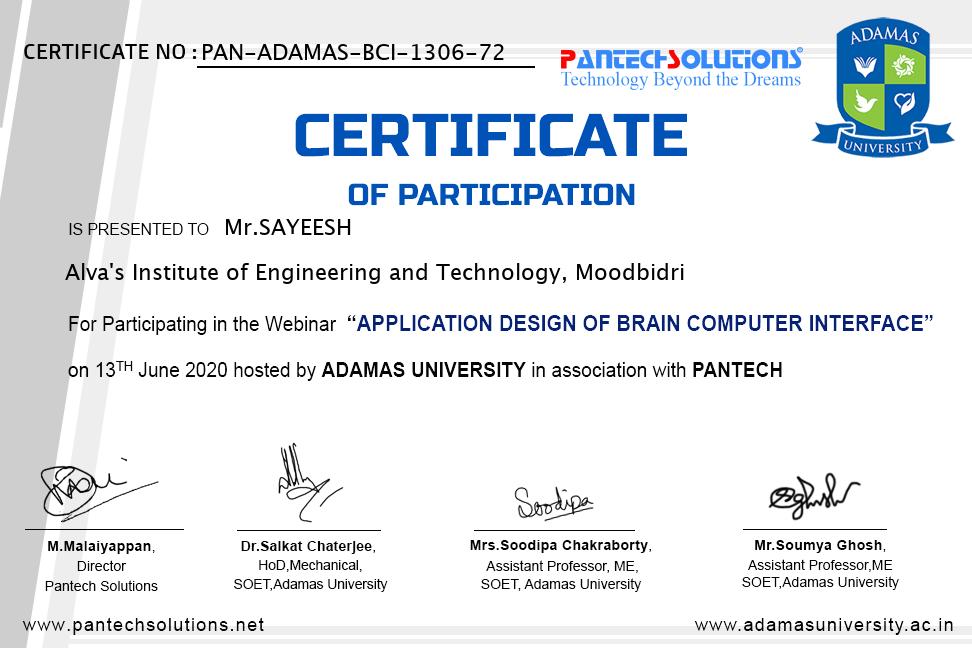 CERTIFICATE NO : PAN-ADAMAS-BCI-1306-72
PANTECHSOLUTIONS®
Technology Beyond the Dreams
ADAMAS
UNIVERSITY
CERTIFICATE
OF PARTICIPATION
IS PRESENTED TO Mr.SAYEESH
Alva's Institute of Engineering and Technology, Moodbidri
For Participating in the Webinar “APPLICATION DESIGN OF BRAIN COMPUTER INTERFACE”
on 13TH June 2020 hosted by ADAMAS UNIVERSITY in association with PANTECH
Soodipa
M.Malaiyappan,
Director
Pantech Solutions
Dr.Salkat Chaterjee,
HoD,Mechanical,
SOET,Adamas University
Mrs.Soodipa Chakraborty,
Assistant Professor, ME,
SOET, Adamas University
Mr.Soumya Ghosh,
Assistant Professor,ME
SOET,Adamas University
www.pantechsolutions.net
www.adamasuniversity.ac.in